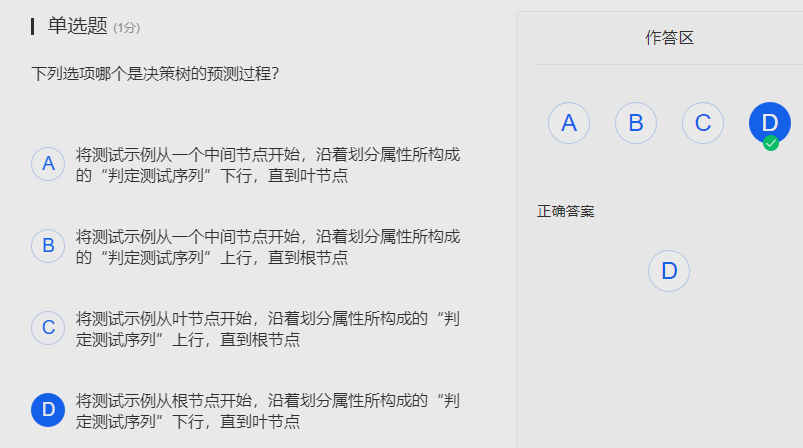 单选题 (1分)
下列选项哪个是决策树的预测过程?
A 将测试示例从一个中间节点开始，沿着划分属性所构成
的“判定测试序列”下行，直到叶节点
B 将测试示例从一个中间节点开始，沿着划分属性所构成
的“判定测试序列”上行，直到根节点
C 将测试示例从叶节点开始，沿着划分属性所构成的“判
定测试序列”上行，直到根节点
D 将测试示例从根节点开始，沿着划分属性所构成的“判
定测试序列”下行，直到叶节点
作答区
A B C D
正确答案
D